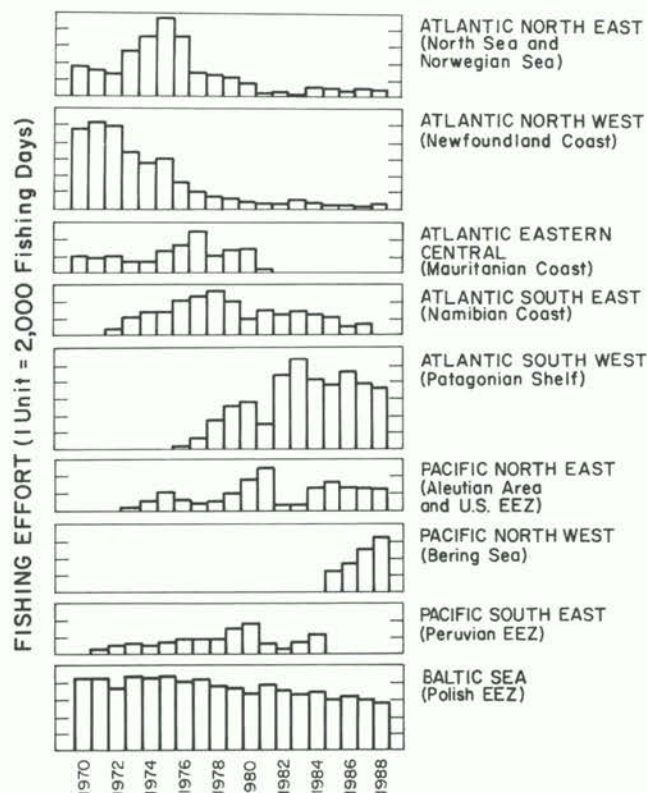 FISHING EFFORT (1 Unit = 2,000 Fishing Days)
ATLANTIC NORTH EAST
(North Sea and
Norwegian Sea)
ATLANTIC NORTH WEST
(Newfoundland Coast)
ATLANTIC EASTERN
CENTRAL
(Mauritanian Coast)
ATLANTIC SOUTH EAST
(Namibian Coast)
ATLANTIC SOUTH WEST
(Patagonian Shelf)
PACIFIC NORTH EAST
(Aleutian Area
and U.S. EEZ)
PACIFIC NORTH WEST
(Bering Sea)
PACIFIC SOUTH EAST
(Peruvian EEZ)
BALTIC SEA
(Polish EEZ)
1970
1972
1974
1976
1978
1980
1982
1984
1986
1988